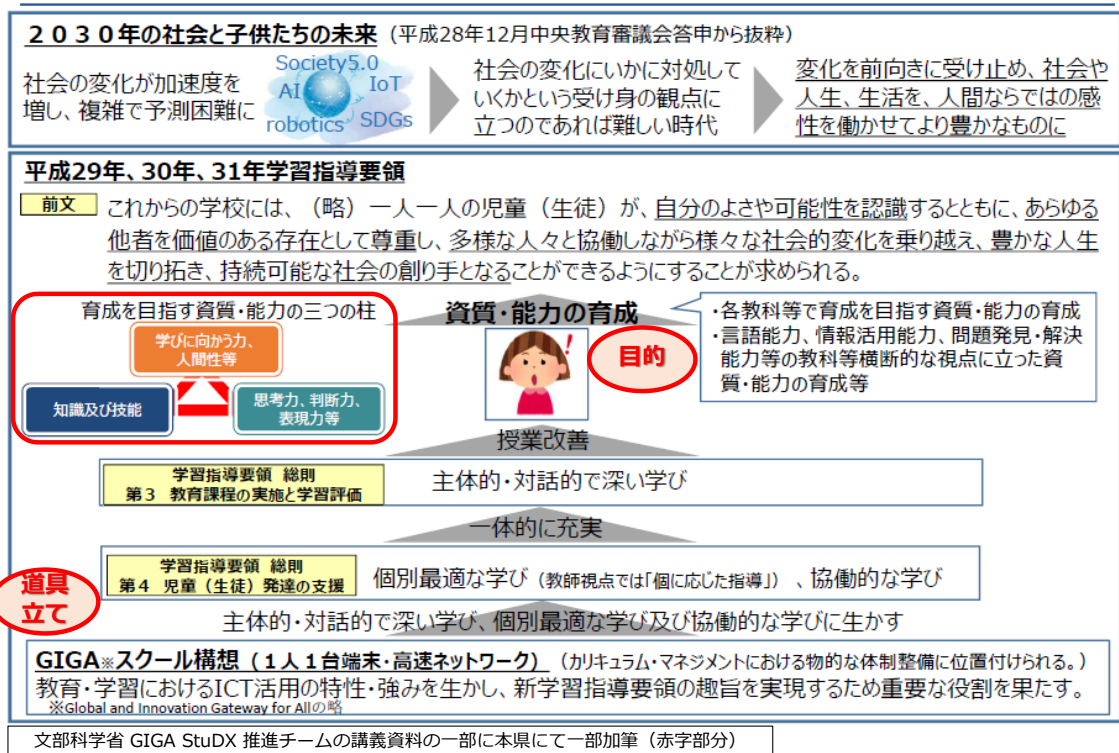 ２０３０年の社会と子供たちの未来（平成28年12月中央教育審議会答申から抜粋）
社会の変化が加速度を
増し、複雑で予測困難に
Society5.0
AI
IoT
robotics
SDGs
社会の変化にいかに対処して
いくかという受け身の観点に
立つのであれば難しい時代
変化を前向きに受け止め、社会や
人生、生活を、人間ならではの感
性を働かせてより豊かなものに
平成29年、30年、31年学習指導要領
前文
これからの学校には、（略）一人一人の児童（生徒）が、自分のよさや可能性を認識するとともに、あらゆる
他者を価値のある存在として尊重し、多様な人々と協働しながら様々な社会的変化を乗り越え、豊かな人生
を切り拓き、持続可能な社会の創り手となることができるようにすることが求められる。
育成を目指す資質・能力の三つの柱
学びに向かう力、
人間性等
知識及び技能
思考力、判断力、
表現力等
資質・能力の育成
目的
・各教科等で育成を目指す資質・能力の育成
・言語能力、情報活用能力、問題発見・解決
能力等の教科等横断的な視点に立った資
質・能力の育成等
授業改善
学習指導要領 総則
第３ 教育課程の実施と学習評価
主体的・対話的で深い学び
一体的に充実
道具
立て
学習指導要領 総則
第４ 児童（生徒）発達の支援
個別最適な学び（教師視点では「個に応じた指導」）、協働的な学び
主体的・対話的で深い学び、個別最適な学び及び協働的な学びに生かす
GIGA※スクール構想（１人１台端末・高速ネットワーク）（カリキュラム・マネジメントにおける物的な体制整備に位置付けられる。）
教育・学習におけるICT活用の特性・強みを生かし、新学習指導要領の趣旨を実現するため重要な役割を果たす。
※Global and Innovation Gateway for Allの略
文部科学省 GIGA StuDX 推進チームの講義資料の一部に本県にて一部加筆（赤字部分）